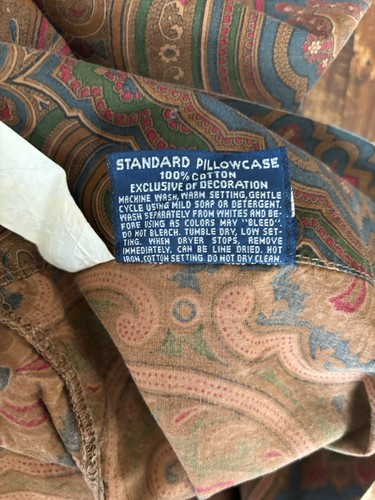 STANDARD PILLOWCASE
100% COTTON
EXCLUSIVE OF DECORATION
MACHINE WASH, WARM SETTING, GENTLE
CYCLE USING MILD SOAP OR DETERGENT.
WASH SEPARATELY FROM WHITES AND BE-
FORE USING AS COLORS MAY "BLEED".
DO NOT BLEACH. TUMBLE DRY, LOW SET-
TING. WHEN DRYER STOPS, REMOVE
IMMEDIATELY. CAN BE LINE DRIED. HOT
IRON, COTTON SETTING. DO NOT DRY CLEAN.